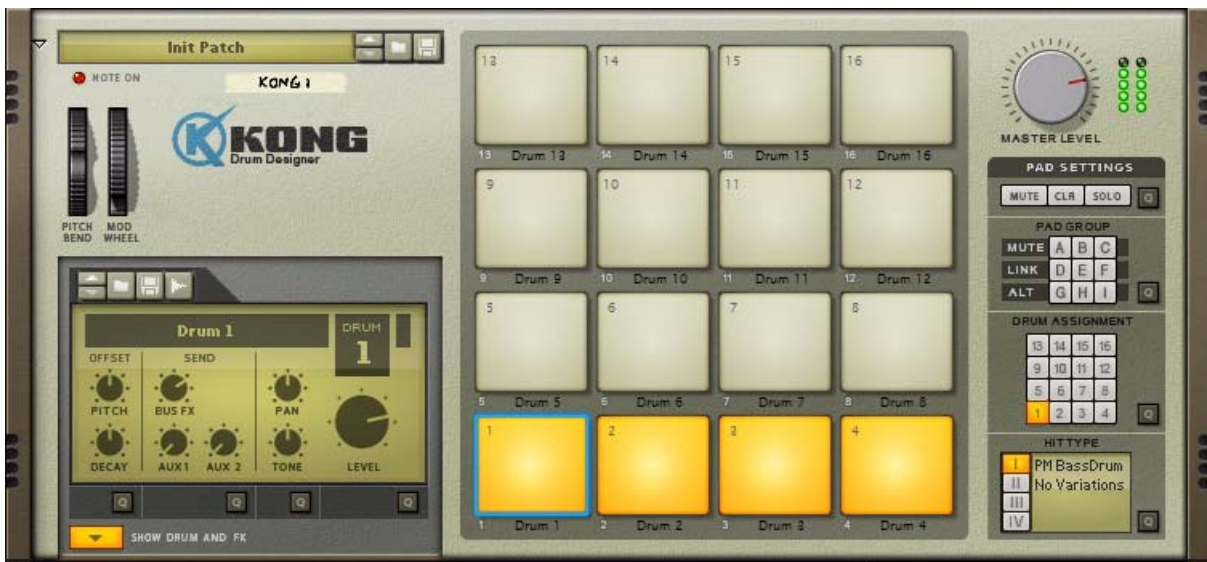 Init Patch
NOTE ON
KONG 1
KONG
Drum Designer
PITCH BEND
MOD WHEEL
Drum 1
DRUM
1
OFFSET
SEND
PITCH
BUS FX
PAN
DECAY
AUX 1
AUX 2
TONE
LEVEL
Q
Q
Q
Q
SHOW DRUM AND FX
13
14
15
16
13 Drum 13
14 Drum 14
15 Drum 15
16 Drum 16
9
10
11
12
9 Drum 9
10 Drum 10
11 Drum 11
12 Drum 12
5
6
7
8
5 Drum 5
6 Drum 6
7 Drum 7
8 Drum 8
1
2
3
4
1 Drum 1
2 Drum 2
3 Drum 3
4 Drum 4
MASTER LEVEL
PAD SETTINGS
MUTE CLR SOLO Q
PAD GROUP
MUTE A B C
LINK D E F
ALT G H I Q
DRUM ASSIGNMENT
13 14 15 16
9 10 11 12
5 6 7 8
1 2 3 4 Q
HIT TYPE
I PM BassDrum
II No Variations
III
IV Q